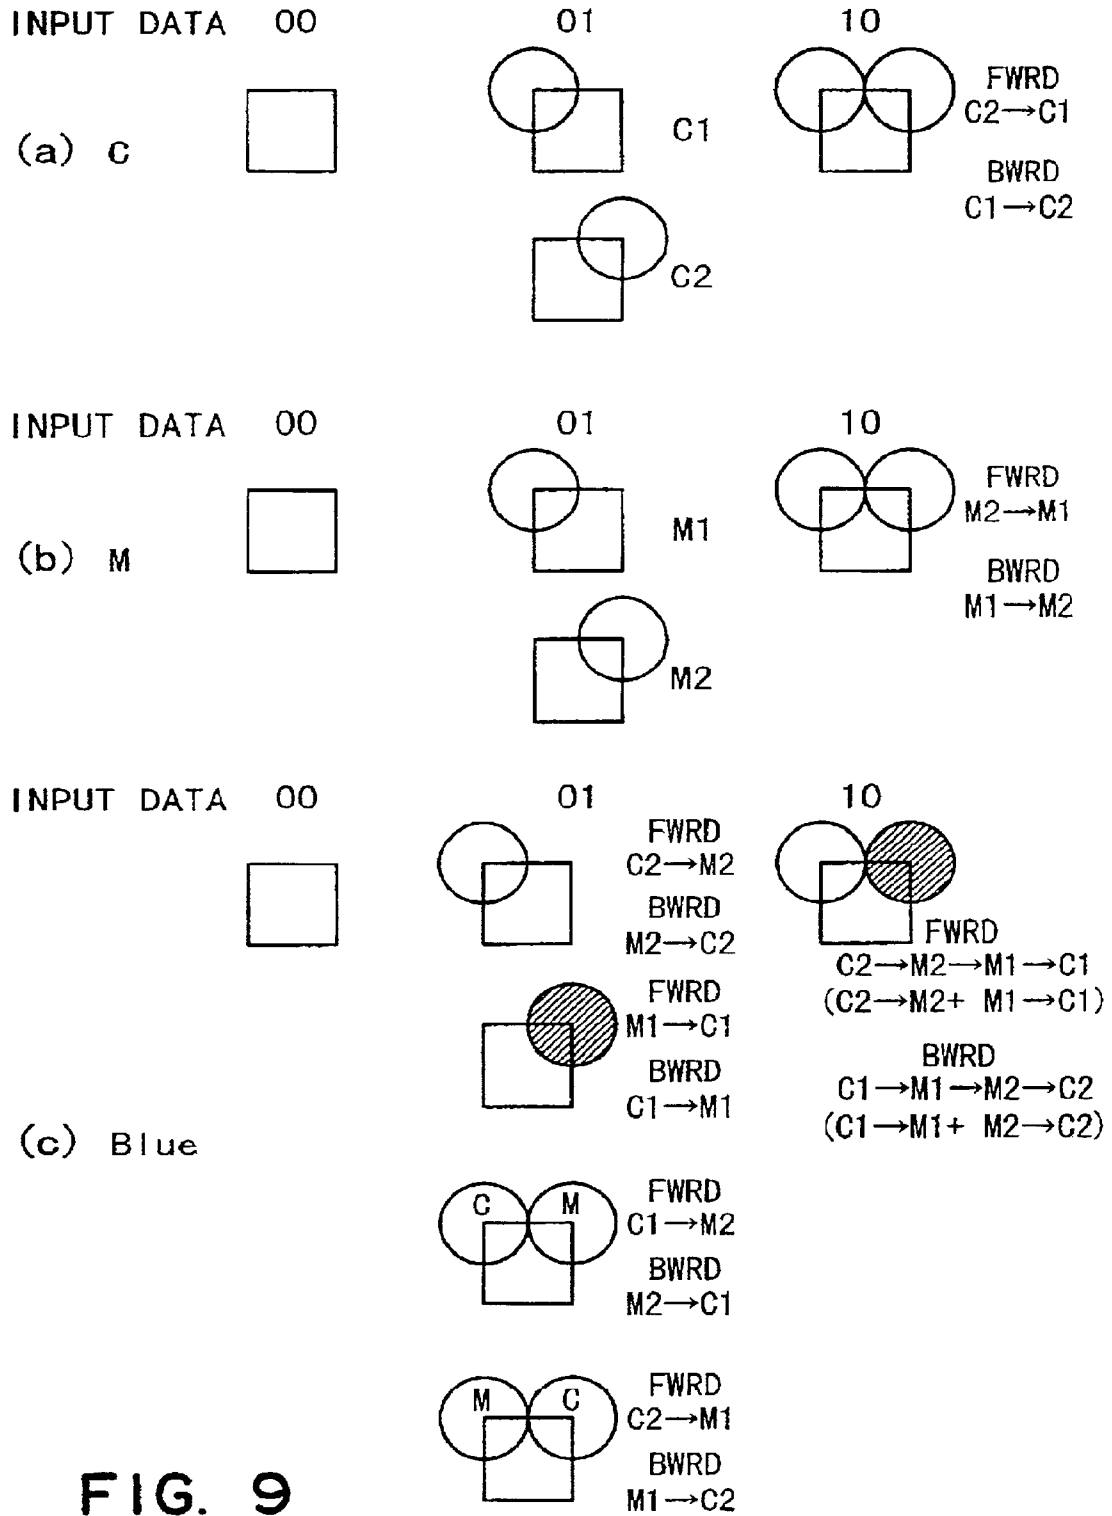 INPUT DATA 00 01 10
(a) C
C1
C2
FWRD
C2→C1
BWRD
C1→C2
INPUT DATA 00 01 10
(b) M
M1
M2
FWRD
M2→M1
BWRD
M1→M2
INPUT DATA 00 01 10
(c) Blue
FWRD
C2→M2
BWRD
M2→C2
FWRD
M1→C1
BWRD
C1→M1
C M
FWRD
C1→M2
BWRD
M2→C1
M C
FWRD
C2→M1
BWRD
M1→C2
FWRD
C2→M2→M1→C1
(C2→M2+ M1→C1)
BWRD
C1→M1→M2→C2
(C1→M1+ M2→C2)
FIG. 9